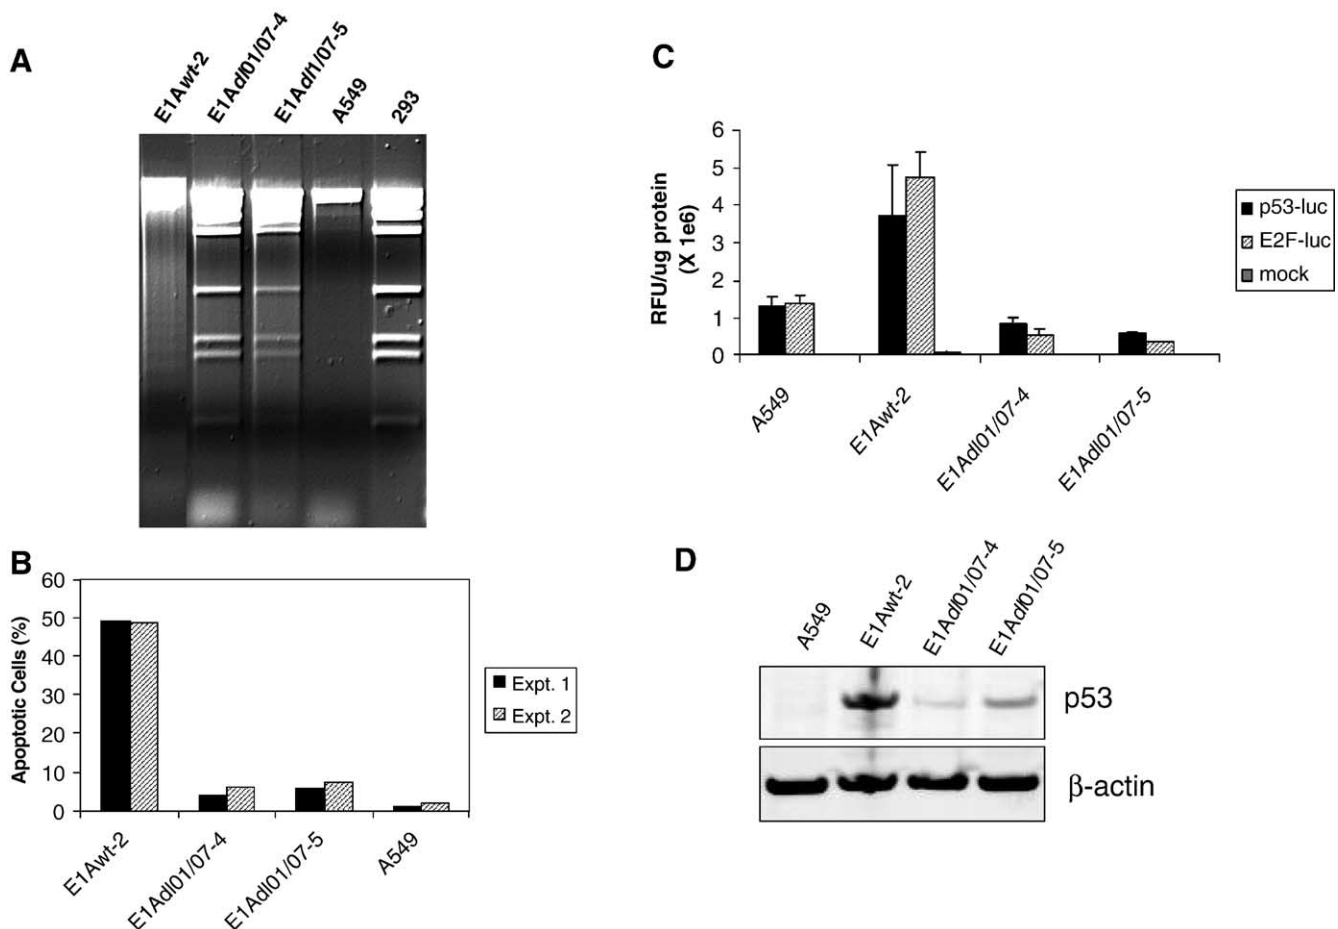 A
E1Awt-2
E1Adl01/07-4
E1Adl1/07-5
A549
293
B
60
50
40
30
20
10
0
Apoptotic Cells (%)
E1Awt-2
E1Adl01/07-4
E1Adl01/07-5
A549
Expt. 1
Expt. 2
C
6
5
4
3
2
1
0
RFU/ug protein
(X 1e6)
A549
E1Awt-2
E1Adl01/07-4
E1Adl01/07-5
p53-luc
E2F-luc
mock
D
A549
E1Awt-2
E1Adl01/07-4
E1Adl01/07-5
p53
β-actin